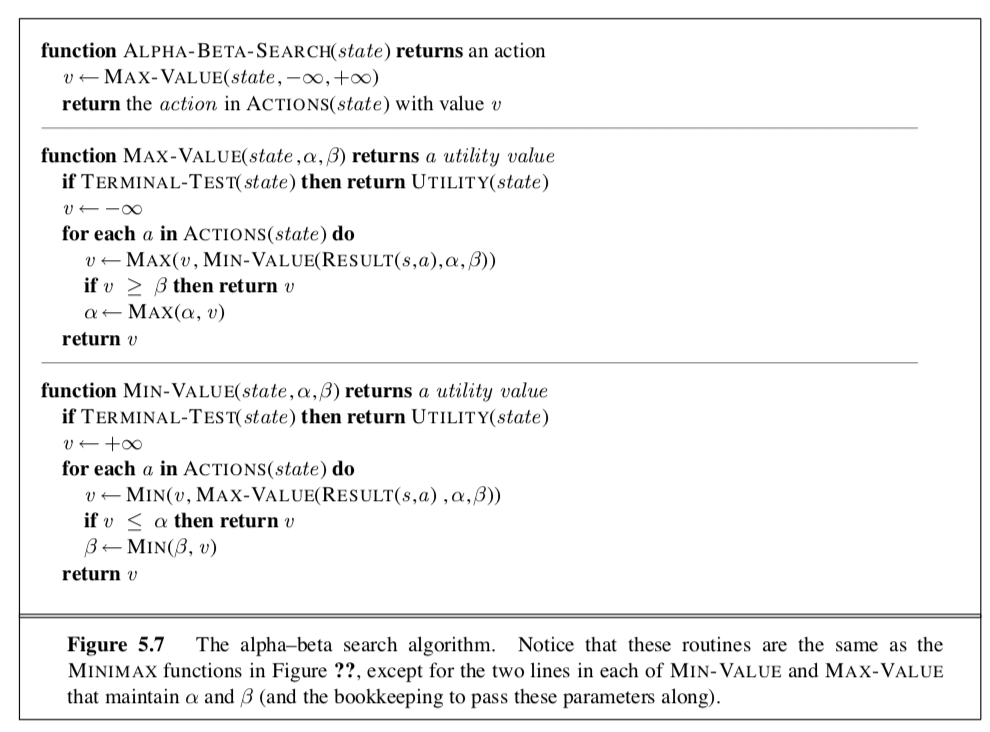 function ALPHA-BETA-SEARCH(state) returns an action
v ← MAX-VALUE(state, −∞, +∞)
return the action in ACTIONS(state) with value v
function MAX-VALUE(state, α, β) returns a utility value
if TERMINAL-TEST(state) then return UTILITY(state)
v ← −∞
for each a in ACTIONS(state) do
v ← MAX(v, MIN-VALUE(RESULT(s,a), α, β))
if v ≥ β then return v
α ← MAX(α, v)
return v
function MIN-VALUE(state, α, β) returns a utility value
if TERMINAL-TEST(state) then return UTILITY(state)
v ← +∞
for each a in ACTIONS(state) do
v ← MIN(v, MAX-VALUE(RESULT(s,a) , α, β))
if v ≤ α then return v
β ← MIN(β, v)
return v
Figure 5.7 The alpha–beta search algorithm. Notice that these routines are the same as the
MINIMAX functions in Figure ??, except for the two lines in each of MIN-VALUE and MAX-VALUE
that maintain α and β (and the bookkeeping to pass these parameters along).